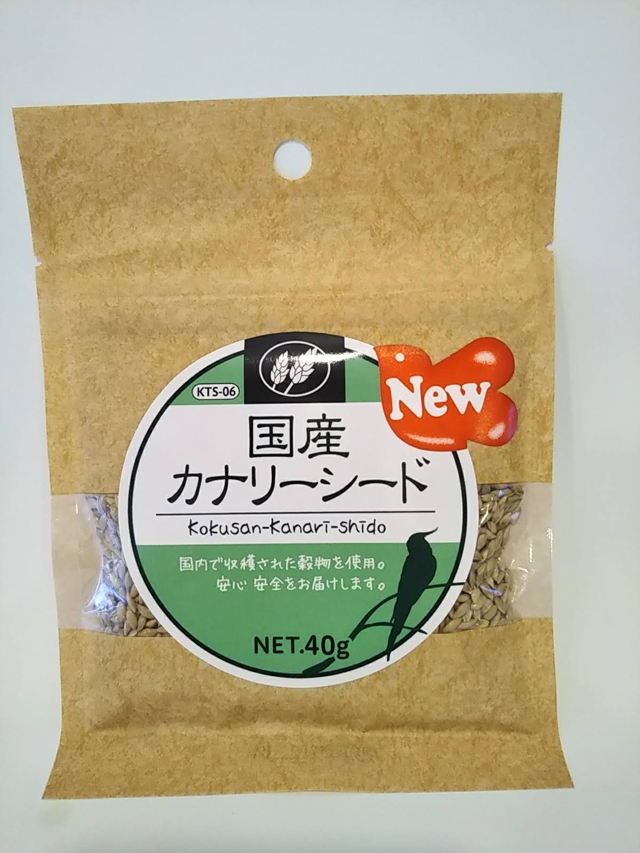 KTS-06
New
国産
カナリーシード
Kokusan-Kanari-shido
国内で収穫された穀物を使用。
安心 安全をお届けします。
NET.40g